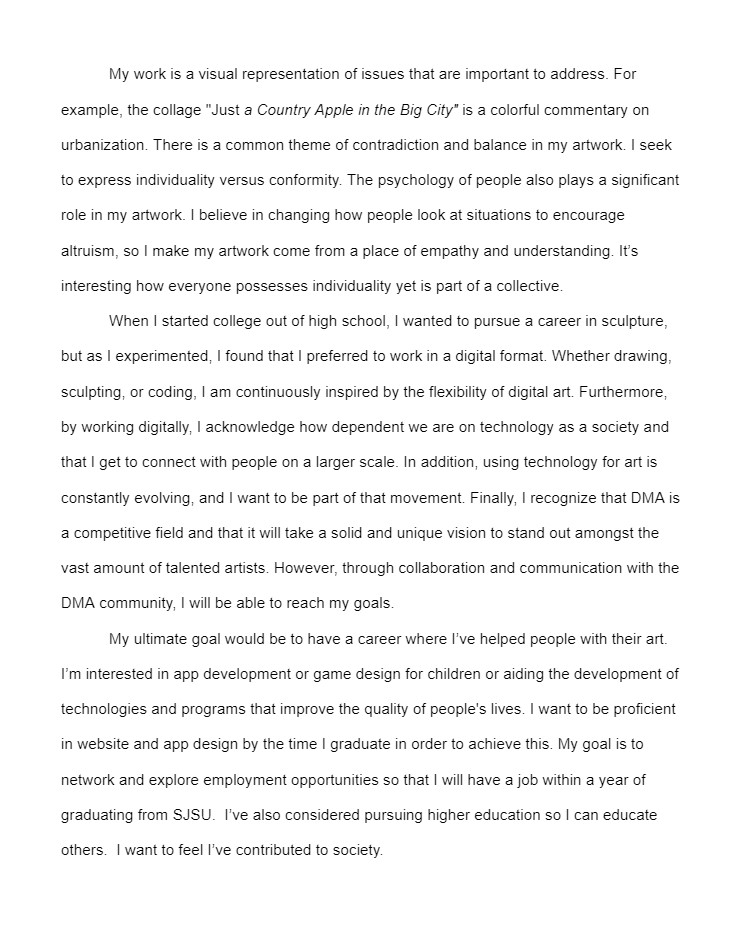 My work is a visual representation of issues that are important to address. For
example, the collage "Just a Country Apple in the Big City" is a colorful commentary on
urbanization. There is a common theme of contradiction and balance in my artwork. I seek
to express individuality versus conformity. The psychology of people also plays a significant
role in my artwork. I believe in changing how people look at situations to encourage
altruism, so I make my artwork come from a place of empathy and understanding. It’s
interesting how everyone possesses individuality yet is part of a collective.
When I started college out of high school, I wanted to pursue a career in sculpture,
but as I experimented, I found that I preferred to work in a digital format. Whether drawing,
sculpting, or coding, I am continuously inspired by the flexibility of digital art. Furthermore,
by working digitally, I acknowledge how dependent we are on technology as a society and
that I get to connect with people on a larger scale. In addition, using technology for art is
constantly evolving, and I want to be part of that movement. Finally, I recognize that DMA is
a competitive field and that it will take a solid and unique vision to stand out amongst the
vast amount of talented artists. However, through collaboration and communication with the
DMA community, I will be able to reach my goals.
My ultimate goal would be to have a career where I’ve helped people with their art.
I’m interested in app development or game design for children or aiding the development of
technologies and programs that improve the quality of people's lives. I want to be proficient
in website and app design by the time I graduate in order to achieve this. My goal is to
network and explore employment opportunities so that I will have a job within a year of
graduating from SJSU.  I’ve also considered pursuing higher education so I can educate
others.  I want to feel I’ve contributed to society.